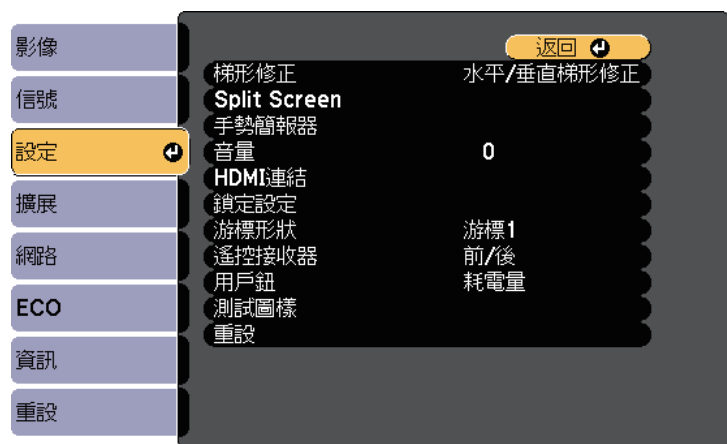 影像
信號
設定
擴展
網路
ECO
資訊
重設
返回
梯形修正 水平/垂直梯形修正
Split Screen
手勢簡報器
音量 0
HDMI連結
鎖定設定
游標形狀 游標1
遙控接收器 前/後
用戶鈕 耗電量
測試圖樣
重設